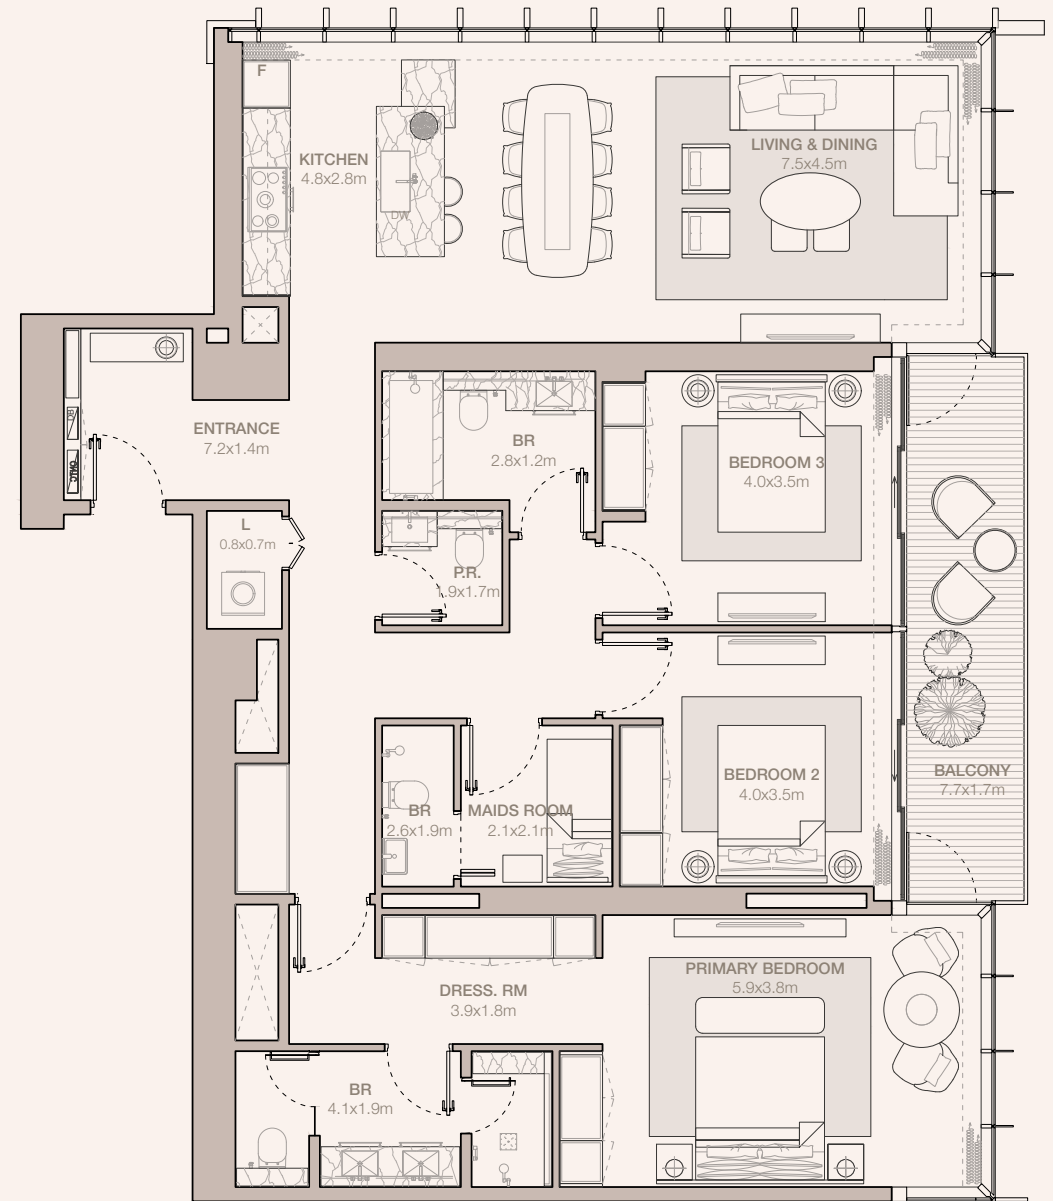 F
KITCHEN
4.8x2.8m
DW
LIVING & DINING
7.5x4.5m
ENTRANCE
7.2x1.4m
BR
2.8x1.2m
BEDROOM 3
4.0x3.5m
L
0.8x0.7m
P.R.
1.9x1.7m
BEDROOM 2
4.0x3.5m
BALCONY
7.7x1.7m
BR
2.6x1.9m
MAIDS ROOM
2.1x2.1m
PRIMARY BEDROOM
5.9x3.8m
DRESS. RM
3.9x1.8m
BR
4.1x1.9m